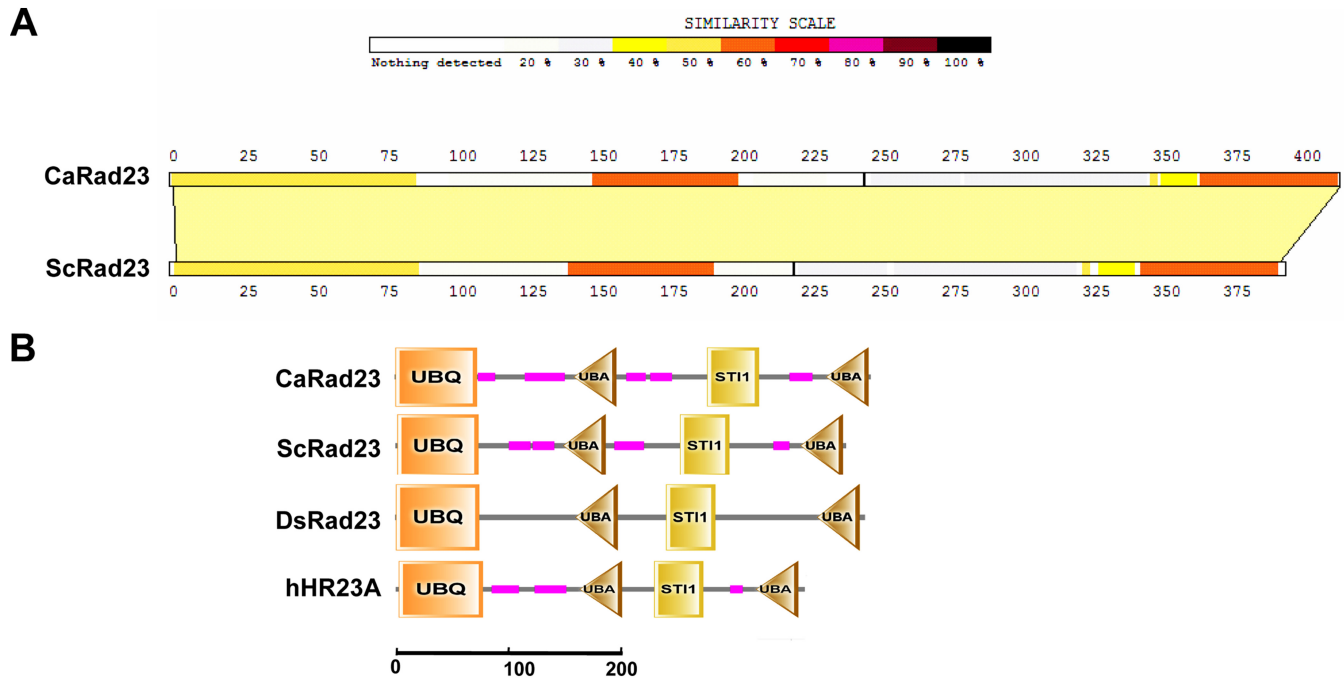 A
SIMILARITY SCALE
Nothing detected 20 % 30 % 40 % 50 % 60 % 70 % 80 % 90 % 100 %
0 25 50 75 100 125 150 175 200 225 250 275 300 325 350 375 400
CaRad23
ScRad23
0 25 50 75 100 125 150 175 200 225 250 275 300 325 350 375
B
CaRad23 UBQ UBA STI1 UBA
ScRad23 UBQ UBA STI1 UBA
DsRad23 UBQ UBA STI1 UBA
hHR23A UBQ UBA STI1 UBA
0 100 200